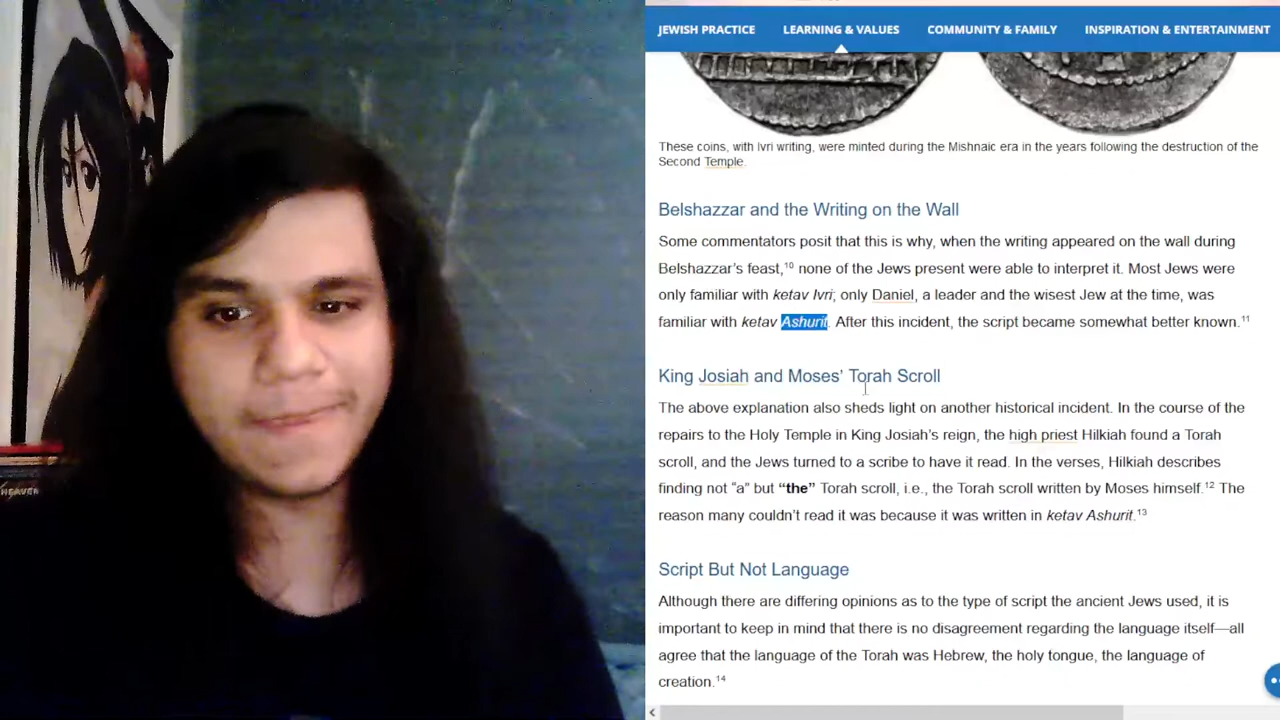 JEWISH PRACTICE LEARNING & VALUES COMMUNITY & FAMILY INSPIRATION & ENTERTAINMENT
These coins, with Ivri writing, were minted during the Mishnaic era in the years following the destruction of the
Second Temple.
Belshazzar and the Writing on the Wall
Some commentators posit that this is why, when the writing appeared on the wall during
Belshazzar’s feast,¹⁰ none of the Jews present were able to interpret it. Most Jews were
only familiar with ketav Ivri; only Daniel, a leader and the wisest Jew at the time, was
familiar with ketav Ashurit. After this incident, the script became somewhat better known.¹¹
King Josiah and Moses’ Torah Scroll
The above explanation also sheds light on another historical incident. In the course of the
repairs to the Holy Temple in King Josiah’s reign, the high priest Hilkiah found a Torah
scroll, and the Jews turned to a scribe to have it read. In the verses, Hilkiah describes
finding not “a” but “the” Torah scroll, i.e., the Torah scroll written by Moses himself.¹² The
reason many couldn’t read it was because it was written in ketav Ashurit.¹³
Script But Not Language
Although there are differing opinions as to the type of script the ancient Jews used, it is
important to keep in mind that there is no disagreement regarding the language itself—all
agree that the language of the Torah was Hebrew, the holy tongue, the language of
creation.¹⁴
HEAVEN